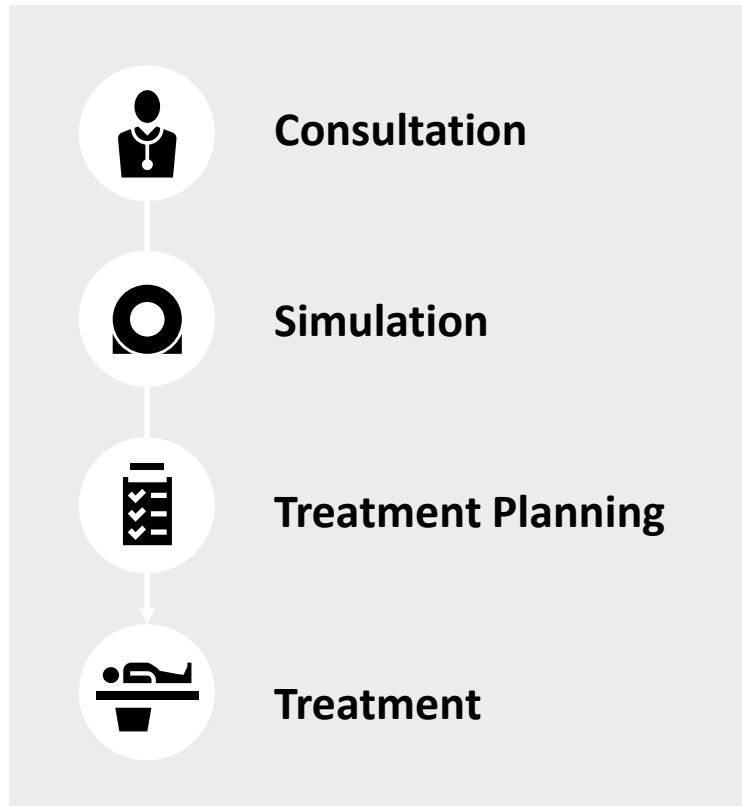 Consultation
Simulation
Treatment Planning
Treatment